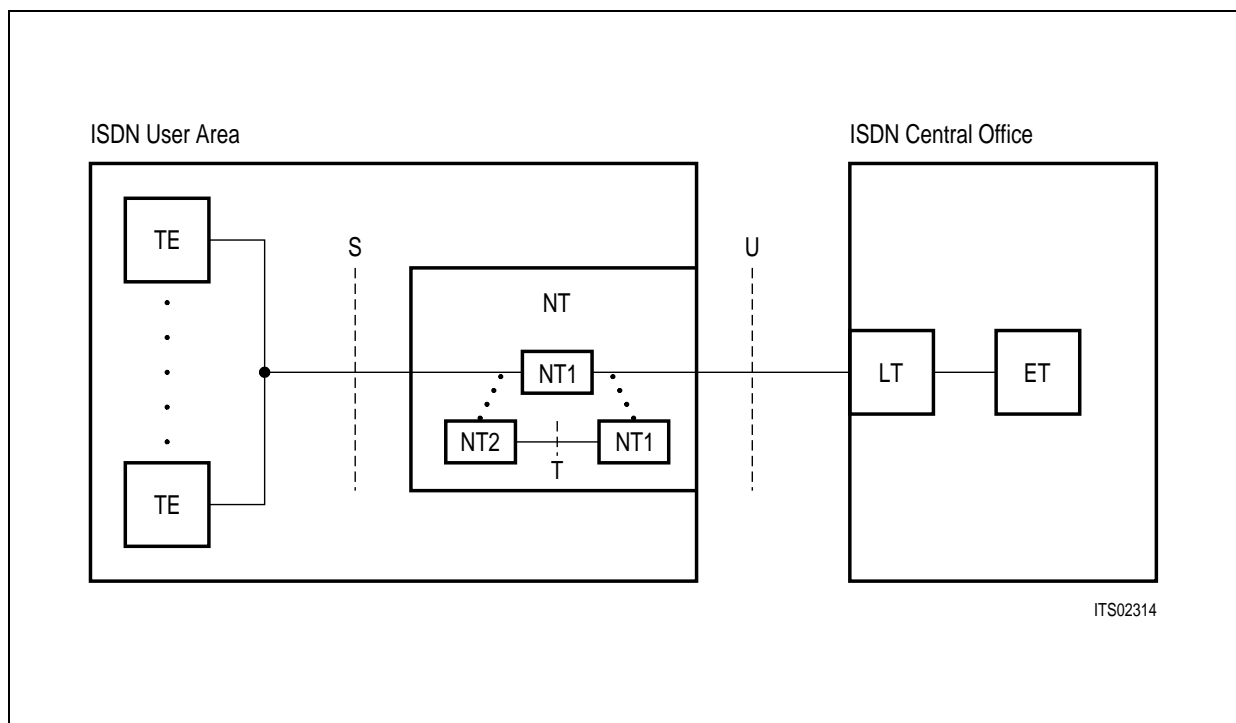 ISDN User Area
ISDN Central Office
TE
S
U
NT
NT1
LT
ET
NT2
T
NT1
TE
ITS02314